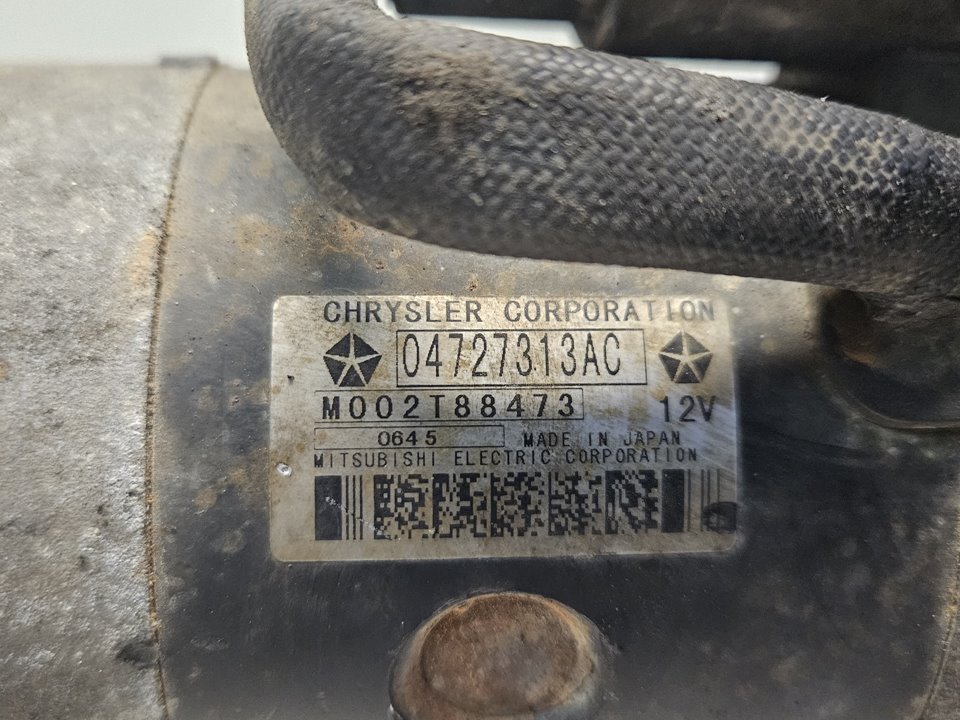 CHRYSLER CORPORATION
04727313AC
M002T88473 12V
0645 MADE IN JAPAN
MITSUBISHI ELECTRIC CORPORATION